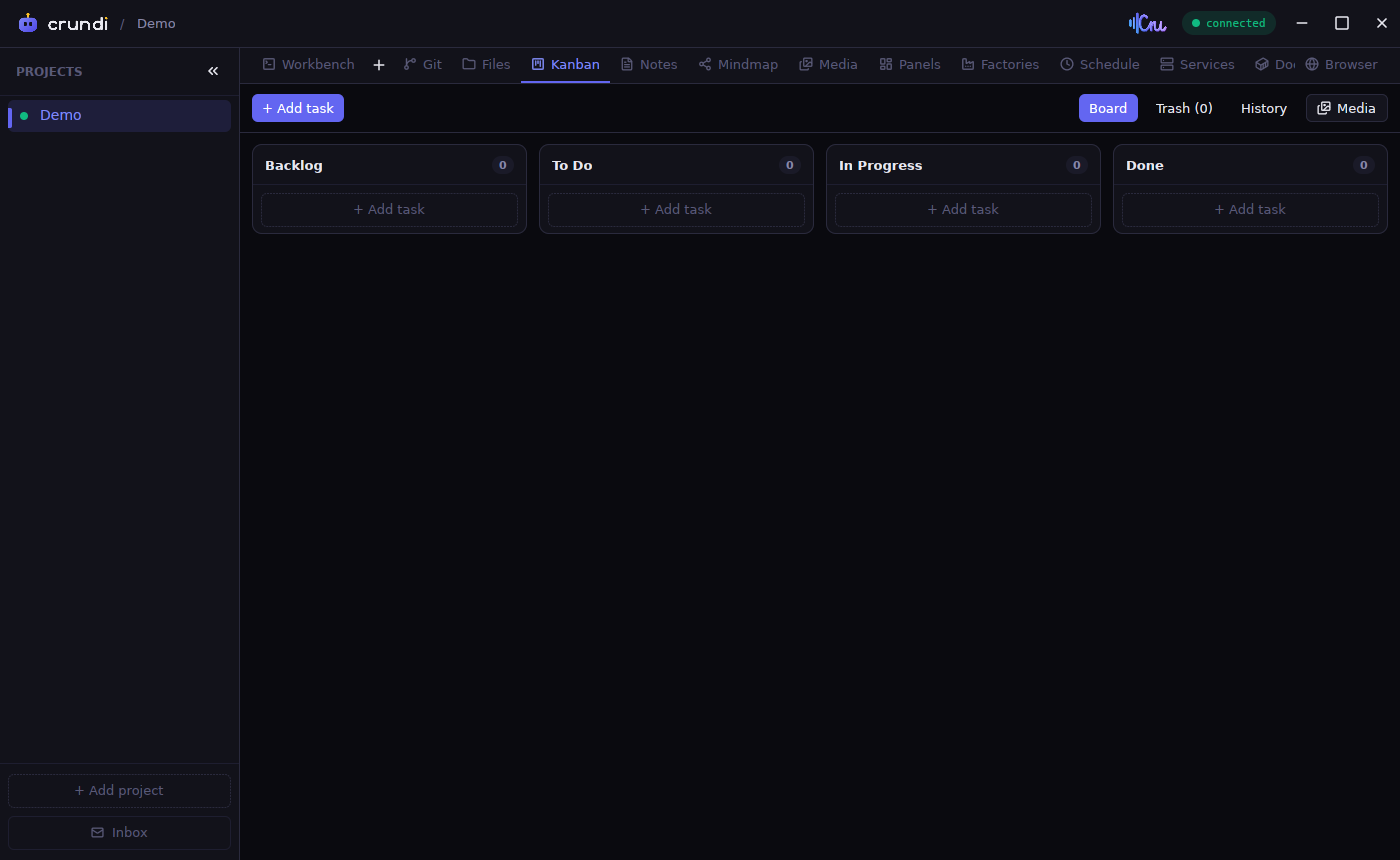 crundi / Demo
Cru
connected
PROJECTS
Workbench + Git Files Kanban Notes Mindmap Media Panels Factories Schedule Services Doc Browser
Demo
+ Add task
Board Trash (0) History Media
Backlog 0
To Do 0
In Progress 0
Done 0
+ Add task
+ Add task
+ Add task
+ Add task
+ Add project
Inbox